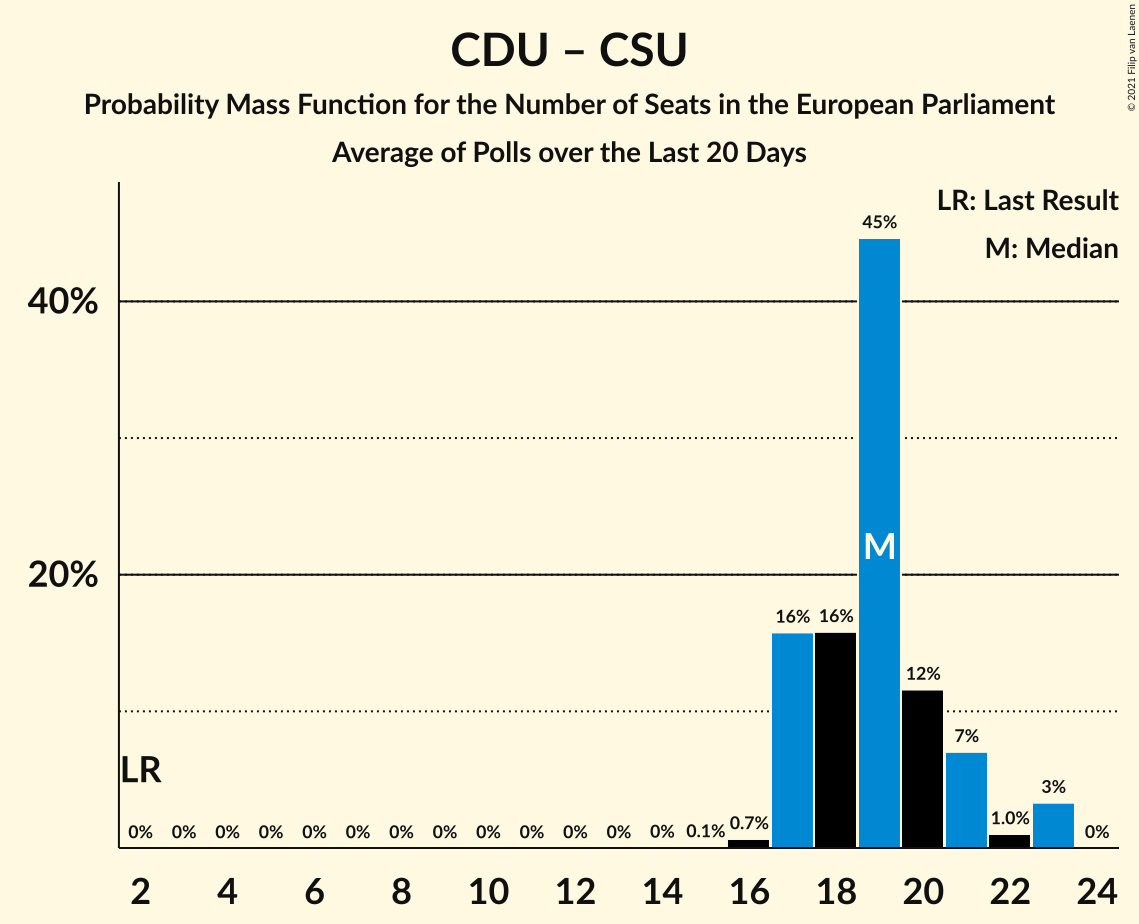 CDU – CSU
Probability Mass Function for the Number of Seats in the European Parliament
Average of Polls over the Last 20 Days
© 2021 Filip van Laenen
LR: Last Result
M: Median
45%
40%
M
20%
16% 16%
12%
7%
LR
3%
0% 0% 0% 0% 0% 0% 0% 0% 0% 0% 0% 0% 0% 0.1% 0.7% 1.0% 0%
2 4 6 8 10 12 14 16 18 20 22 24